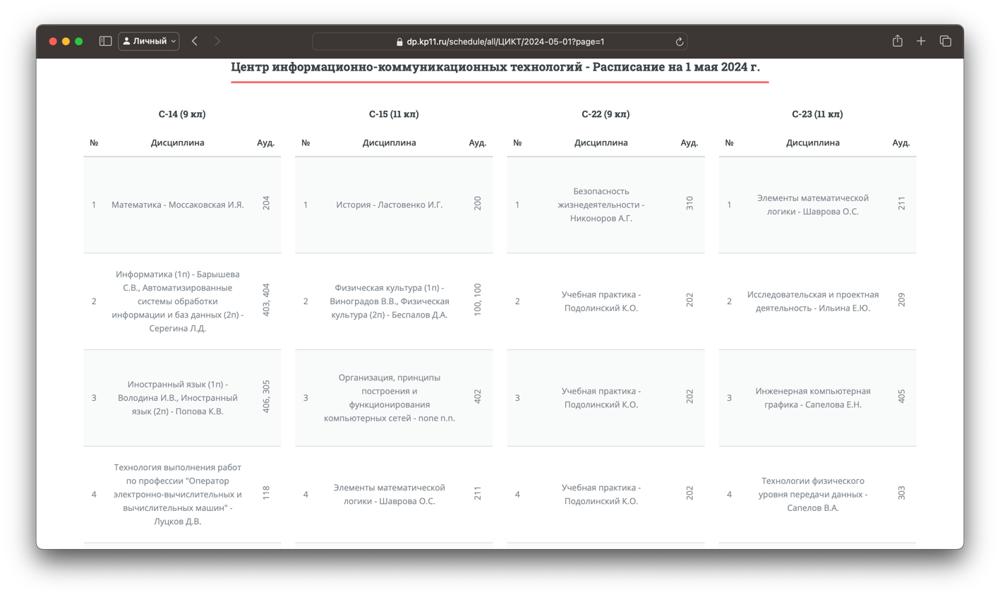 Личный
dp.kp11.ru/schedule/all/ЦИКТ/2024-05-01?page=1
Центр информационно-коммуникационных технологий - Расписание на 1 мая 2024 г.
С-14 (9 кл)
№ Дисциплина Ауд.
1 Математика - Моссаковская И.Я. 204
Информатика (1п) - Барышева
С.В., Автоматизированные
системы обработки
2 403, 404
информации и баз данных (2п) -
Серегина Л.Д.
Иностранный язык (1п) -
3 Володина И.В., Иностранный 406, 305
язык (2п) - Попова К.В.
Технология выполнения работ
по профессии "Оператор
4 электронно-вычислительных и 118
вычислительных машин" -
Луцков Д.В.
С-15 (11 кл)
№ Дисциплина Ауд.
1 История - Ластовенко И.Г. 200
Физическая культура (1п) -
2 Виноградов В.В., Физическая 100, 100
культура (2п) - Беспалов Д.А.
Организация, принципы
построения и
3 402
функционирования
компьютерных сетей - none n.n.
Элементы математической
4 211
логики - Шаврова О.С.
С-22 (9 кл)
№ Дисциплина Ауд.
Безопасность
1 жизнедеятельности - 310
Никоноров А.Г.
Учебная практика -
2 202
Подолинский К.О.
Учебная практика -
3 202
Подолинский К.О.
Учебная практика -
4 202
Подолинский К.О.
С-23 (11 кл)
№ Дисциплина Ауд.
Элементы математической
1 211
логики - Шаврова О.С.
Исследовательская и проектная
2 209
деятельность - Ильина Е.Ю.
Инженерная компьютерная
3 405
графика - Сапелова Е.Н.
Технологии физического
4 уровня передачи данных - 303
Сапелов В.А.